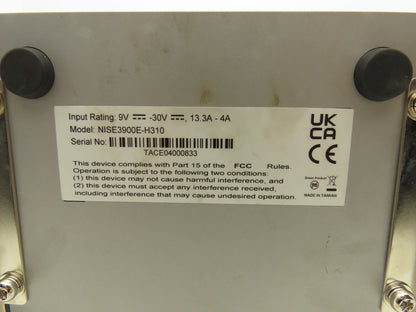 Input Rating: 9V ⎓ -30V ⎓, 13.3A - 4A
Model: NISE3900E-H310
Serial No:
TACE04000833
UK
CA
CE
This device complies with Part 15 of the FCC Rules.
Operation is subject to the following two conditions:
(1) this device may not cause harmful interference, and
(2) this device must accept any interference received,
including interference that may cause undesired operation.
Green Product
MADE IN TAIWAN